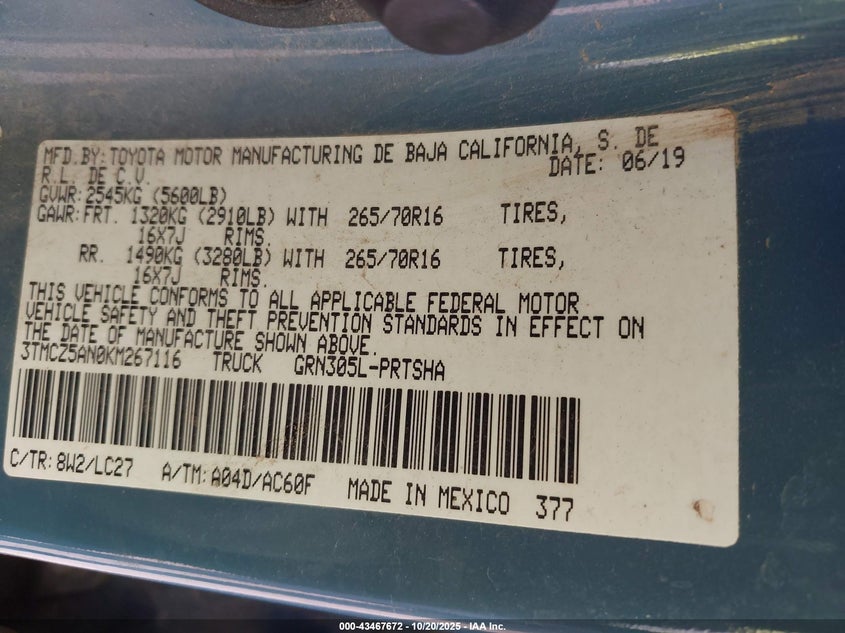 MFD.BY:TOYOTA MOTOR MANUFACTURING DE BAJA CALIFORNIA, S. DE
R.L. DE C.V. DATE: 06/19
GVWR:2545KG (5600LB)
GAWR:FRT. 1320KG (2910LB) WITH 265/70R16 TIRES,
16X7J RIMS.
RR. 1490KG (3280LB) WITH 265/70R16 TIRES,
16X7J RIMS.
THIS VEHICLE CONFORMS TO ALL APPLICABLE FEDERAL MOTOR
VEHICLE SAFETY AND THEFT PREVENTION STANDARDS IN EFFECT ON
THE DATE OF MANUFACTURE SHOWN ABOVE.
3TMCZ5AN0KM267116 TRUCK GRN305L-PRTSHA
C/TR:8W2/LC27 A/TM:A04D/AC60F MADE IN MEXICO 377
000-43467672 | 10/20/2025 - IAA Inc.